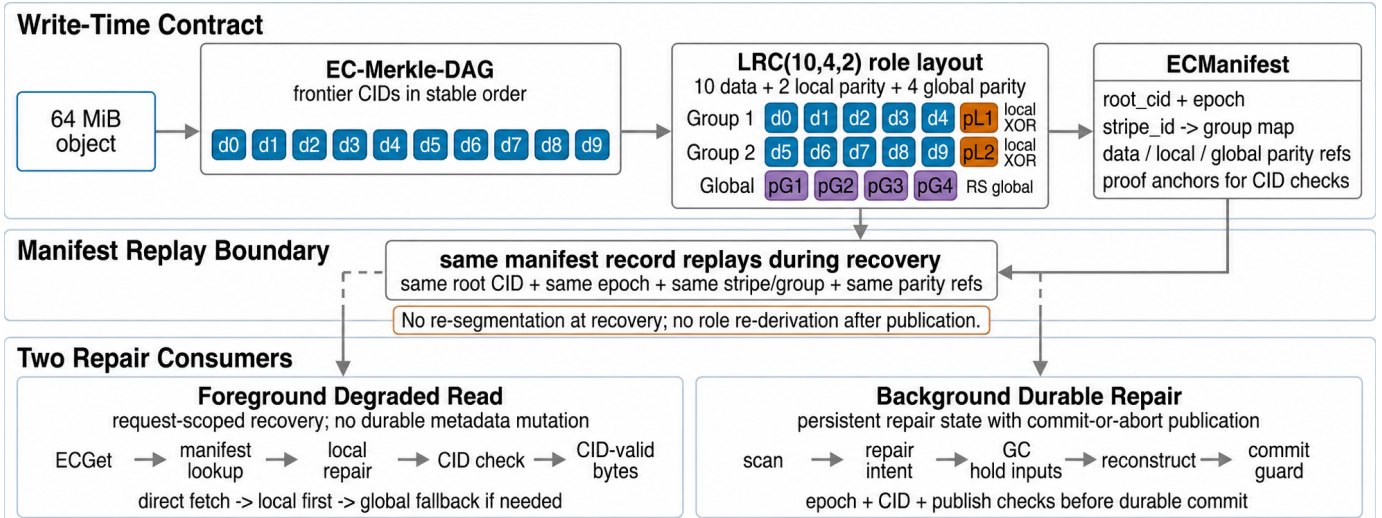 Write-Time Contract
64 MiB
object
EC-Merkle-DAG
frontier CIDs in stable order
d0 d1 d2 d3 d4 d5 d6 d7 d8 d9
LRC(10,4,2) role layout
10 data + 2 local parity + 4 global parity
Group 1 d0 d1 d2 d3 d4 pL1 local XOR
Group 2 d5 d6 d7 d8 d9 pL2 local XOR
Global pG1 pG2 pG3 pG4 RS global
ECManifest
root_cid + epoch
stripe_id -> group map
data / local / global parity refs
proof anchors for CID checks
Manifest Replay Boundary
same manifest record replays during recovery
same root CID + same epoch + same stripe/group + same parity refs
No re-segmentation at recovery; no role re-derivation after publication.
Two Repair Consumers
Foreground Degraded Read
request-scoped recovery; no durable metadata mutation
ECGet
manifest
lookup
local
repair
CID check
CID-valid
bytes
direct fetch -> local first -> global fallback if needed
Background Durable Repair
persistent repair state with commit-or-abort publication
scan
repair
intent
GC
hold inputs
reconstruct
commit
guard
epoch + CID + publish checks before durable commit